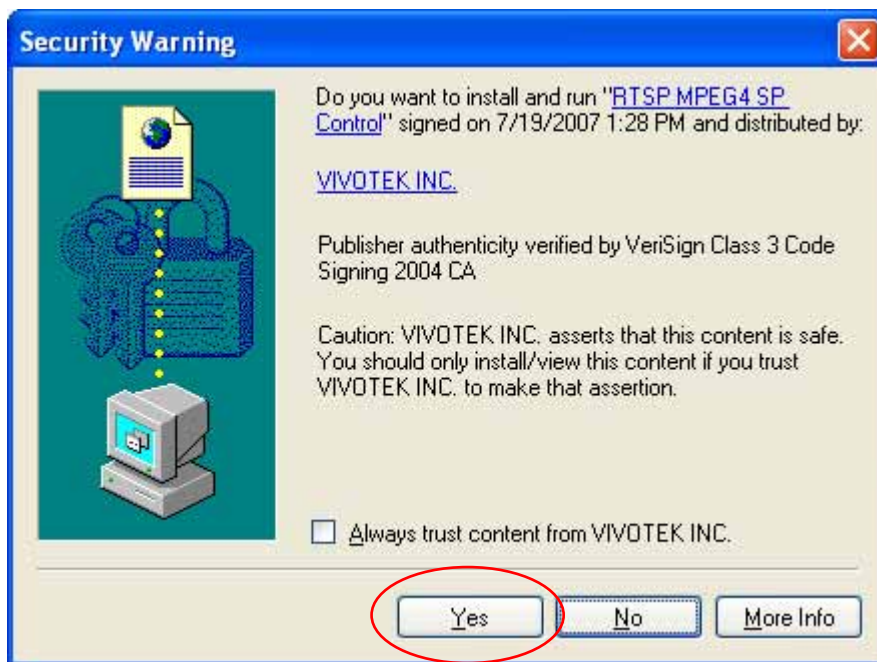 Security Warning
Do you want to install and run "RTSP MPEG4 SP
Control" signed on 7/19/2007 1:28 PM and distributed by:
VIVOTEK INC.
Publisher authenticity verified by VeriSign Class 3 Code
Signing 2004 CA
Caution: VIVOTEK INC. asserts that this content is safe.
You should only install/view this content if you trust
VIVOTEK INC. to make that assertion.
Always trust content from VIVOTEK INC.
Yes No More Info